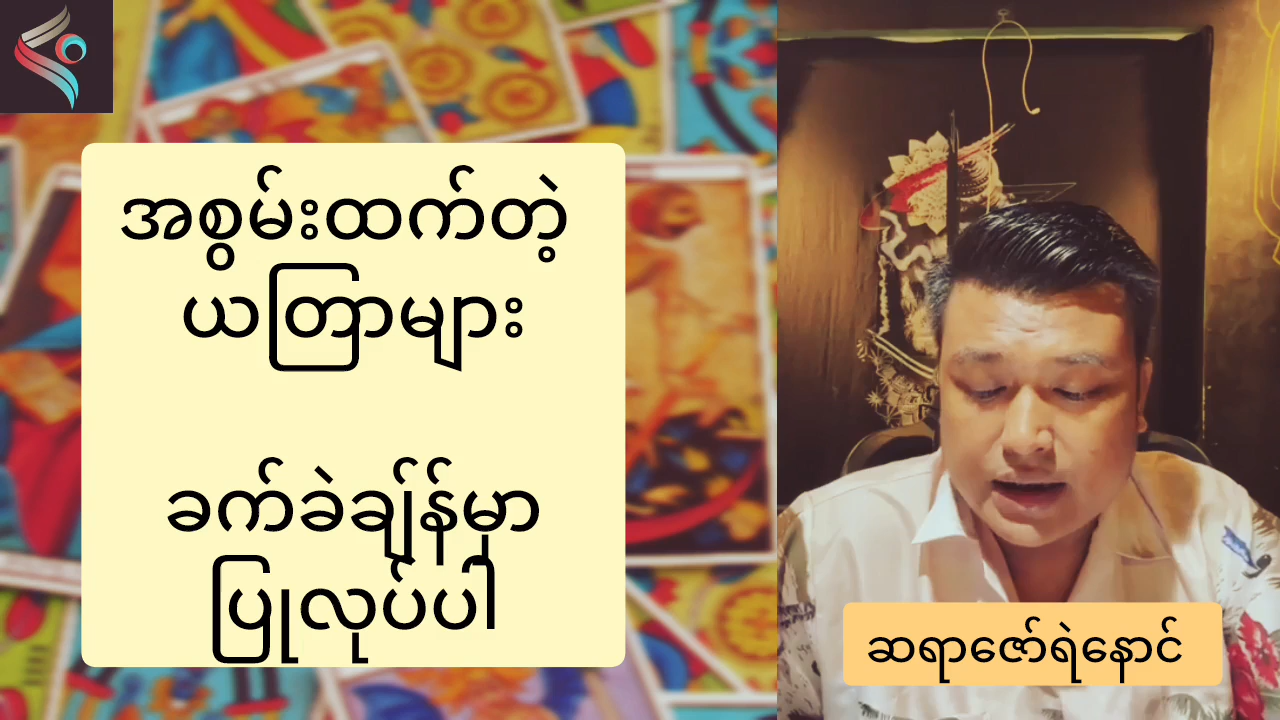 အစွမ်းထက်တဲ့
ယတြာများ
ခက်ခဲချ်န်မှာ
ပြုလုပ်ပါ
ဆရာဇော်ရဲနောင်